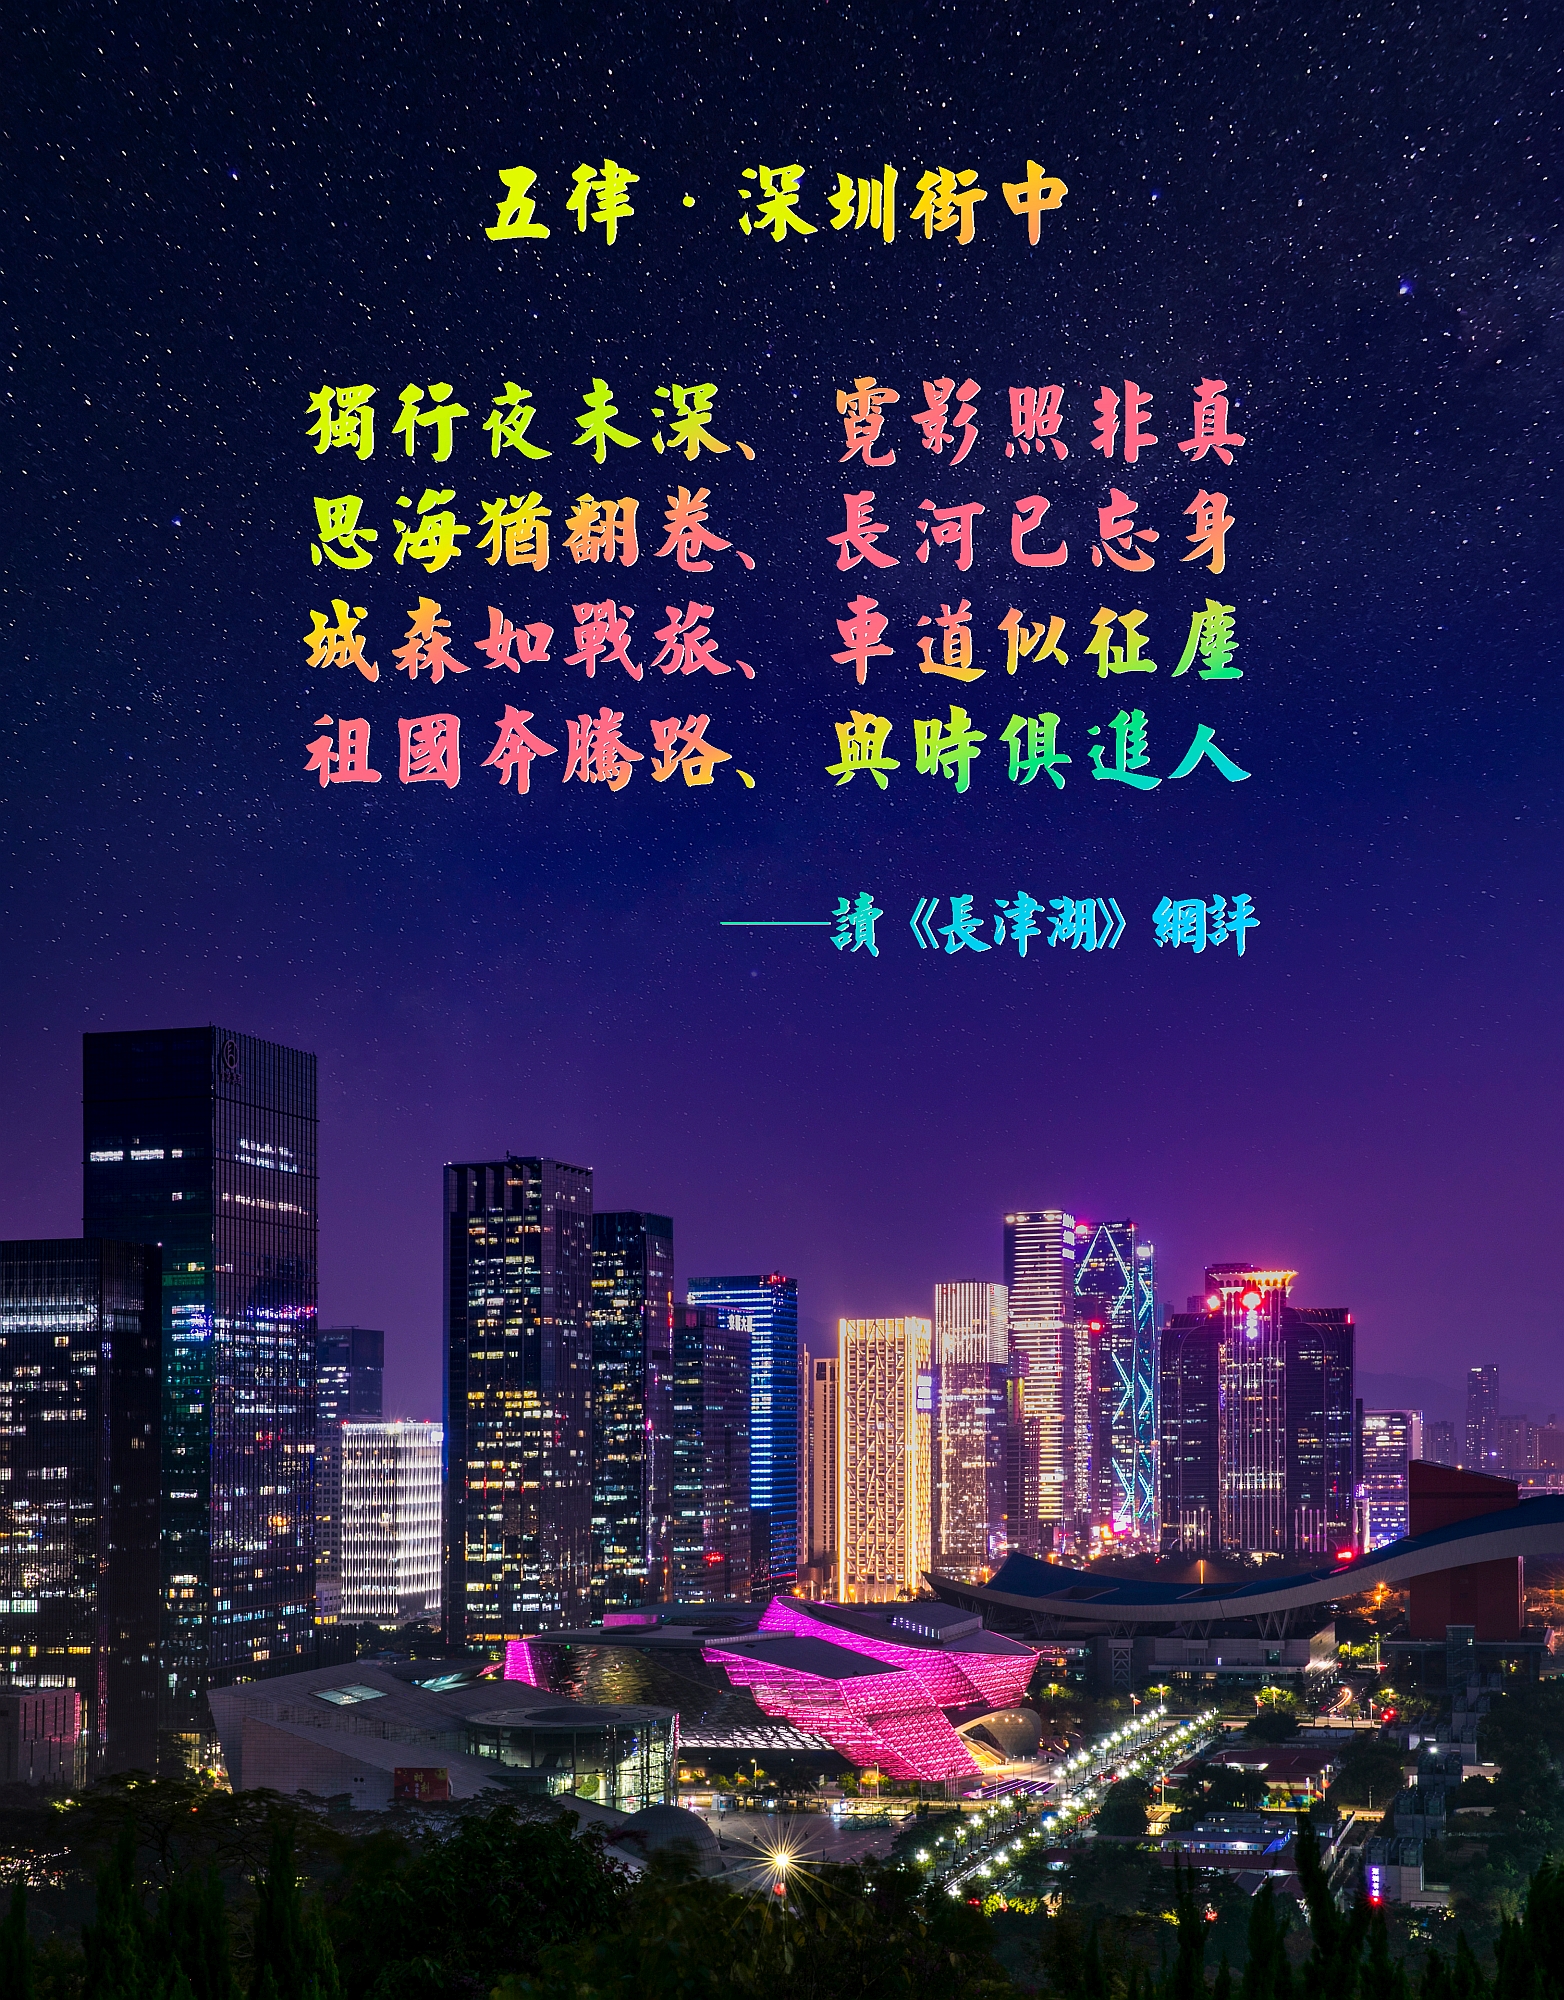 五律·深圳街中
獨行夜未深、霓影照非真
思海猶翻卷、長河已忘身
城森如戰旅、車道似征塵
祖國奔騰路、與時俱進人
——讀《長津湖》網評